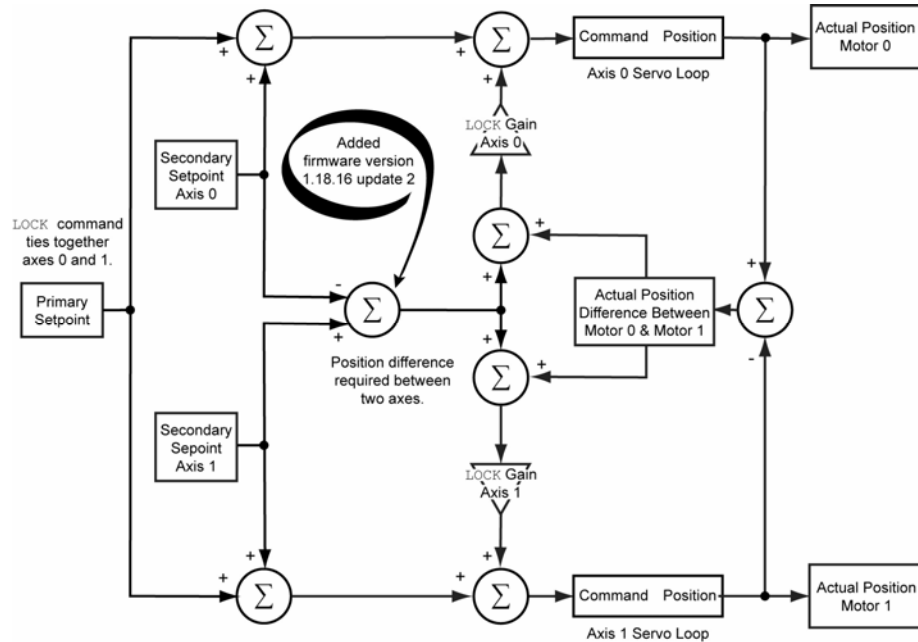 Σ
+
+
Σ
+
+
Command Position
Axis 0 Servo Loop
Actual Position
Motor 0
LOCK Gain
Axis 0
Added
firmware version
1.18.16 update 2
Secondary
Setpoint
Axis 0
LOCK command
ties together
axes 0 and 1.
Primary
Setpoint
Σ
+
+
-
Σ
+
Position difference
required between
two axes.
Actual Position
Difference Between
Motor 0 & Motor 1
+
Σ
-
+
Σ
+
Secondary
Sepoint
Axis 1
LOCK Gain
Axis 1
+
+
Σ
+
+
Σ
Command Position
Axis 1 Servo Loop
Actual Position
Motor 1